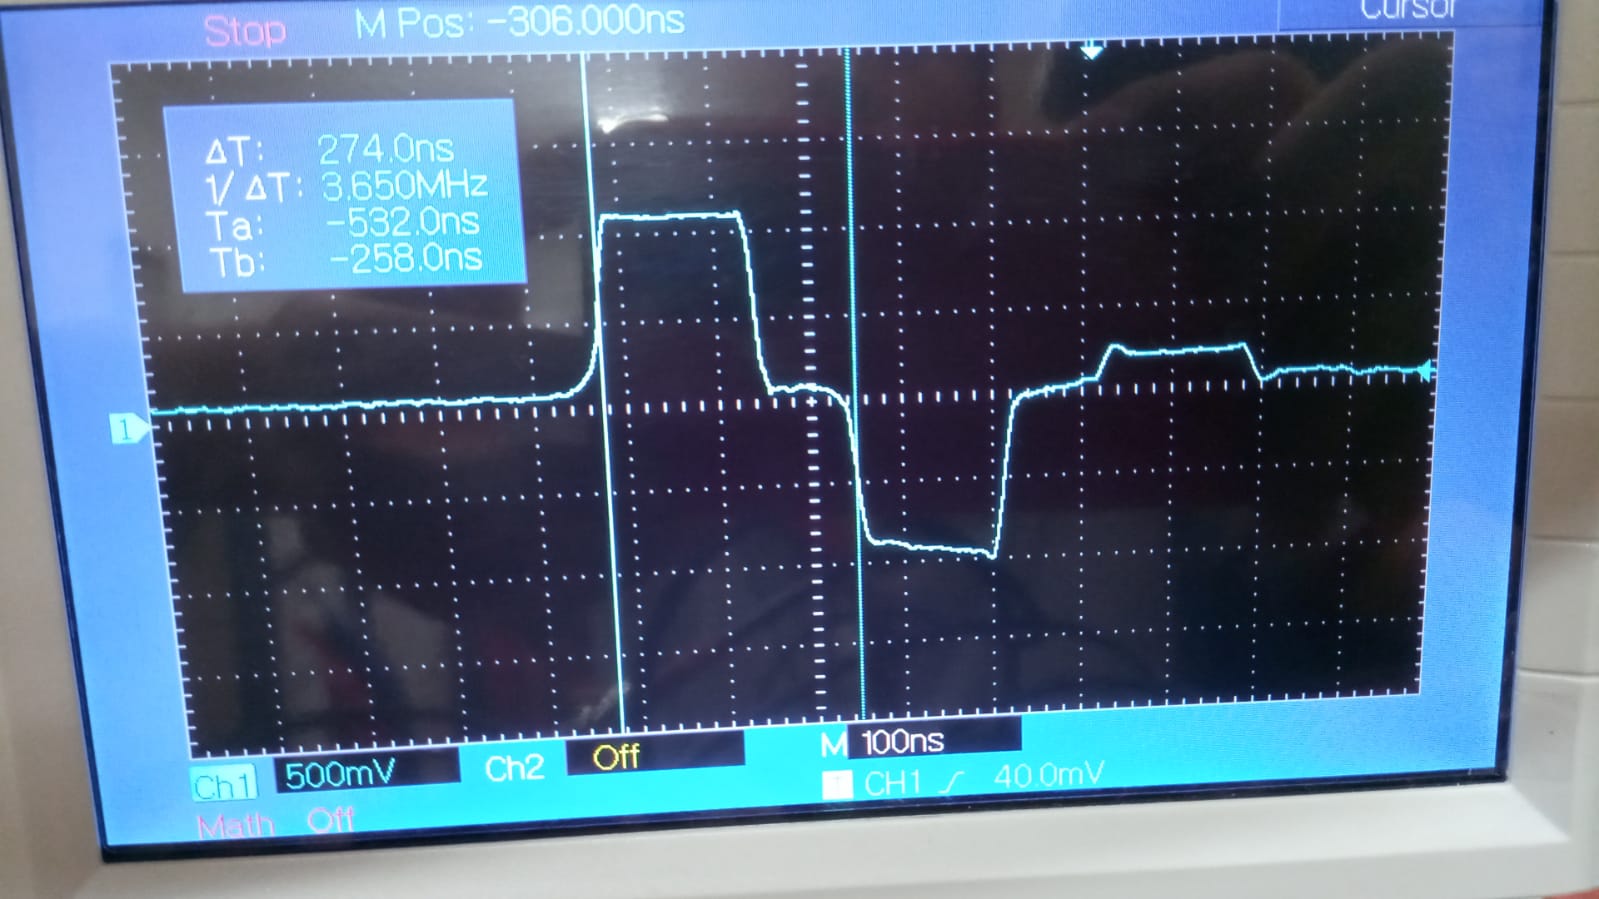 Stop M Pos: -306.000ns Cursor
ΔT: 274.0ns
1/ΔT: 3.650MHz
Ta: -532.0ns
Tb: -258.0ns
1
Ch1 500mV Ch2 Off M 100ns
T CH1 40.0mV
Math Off